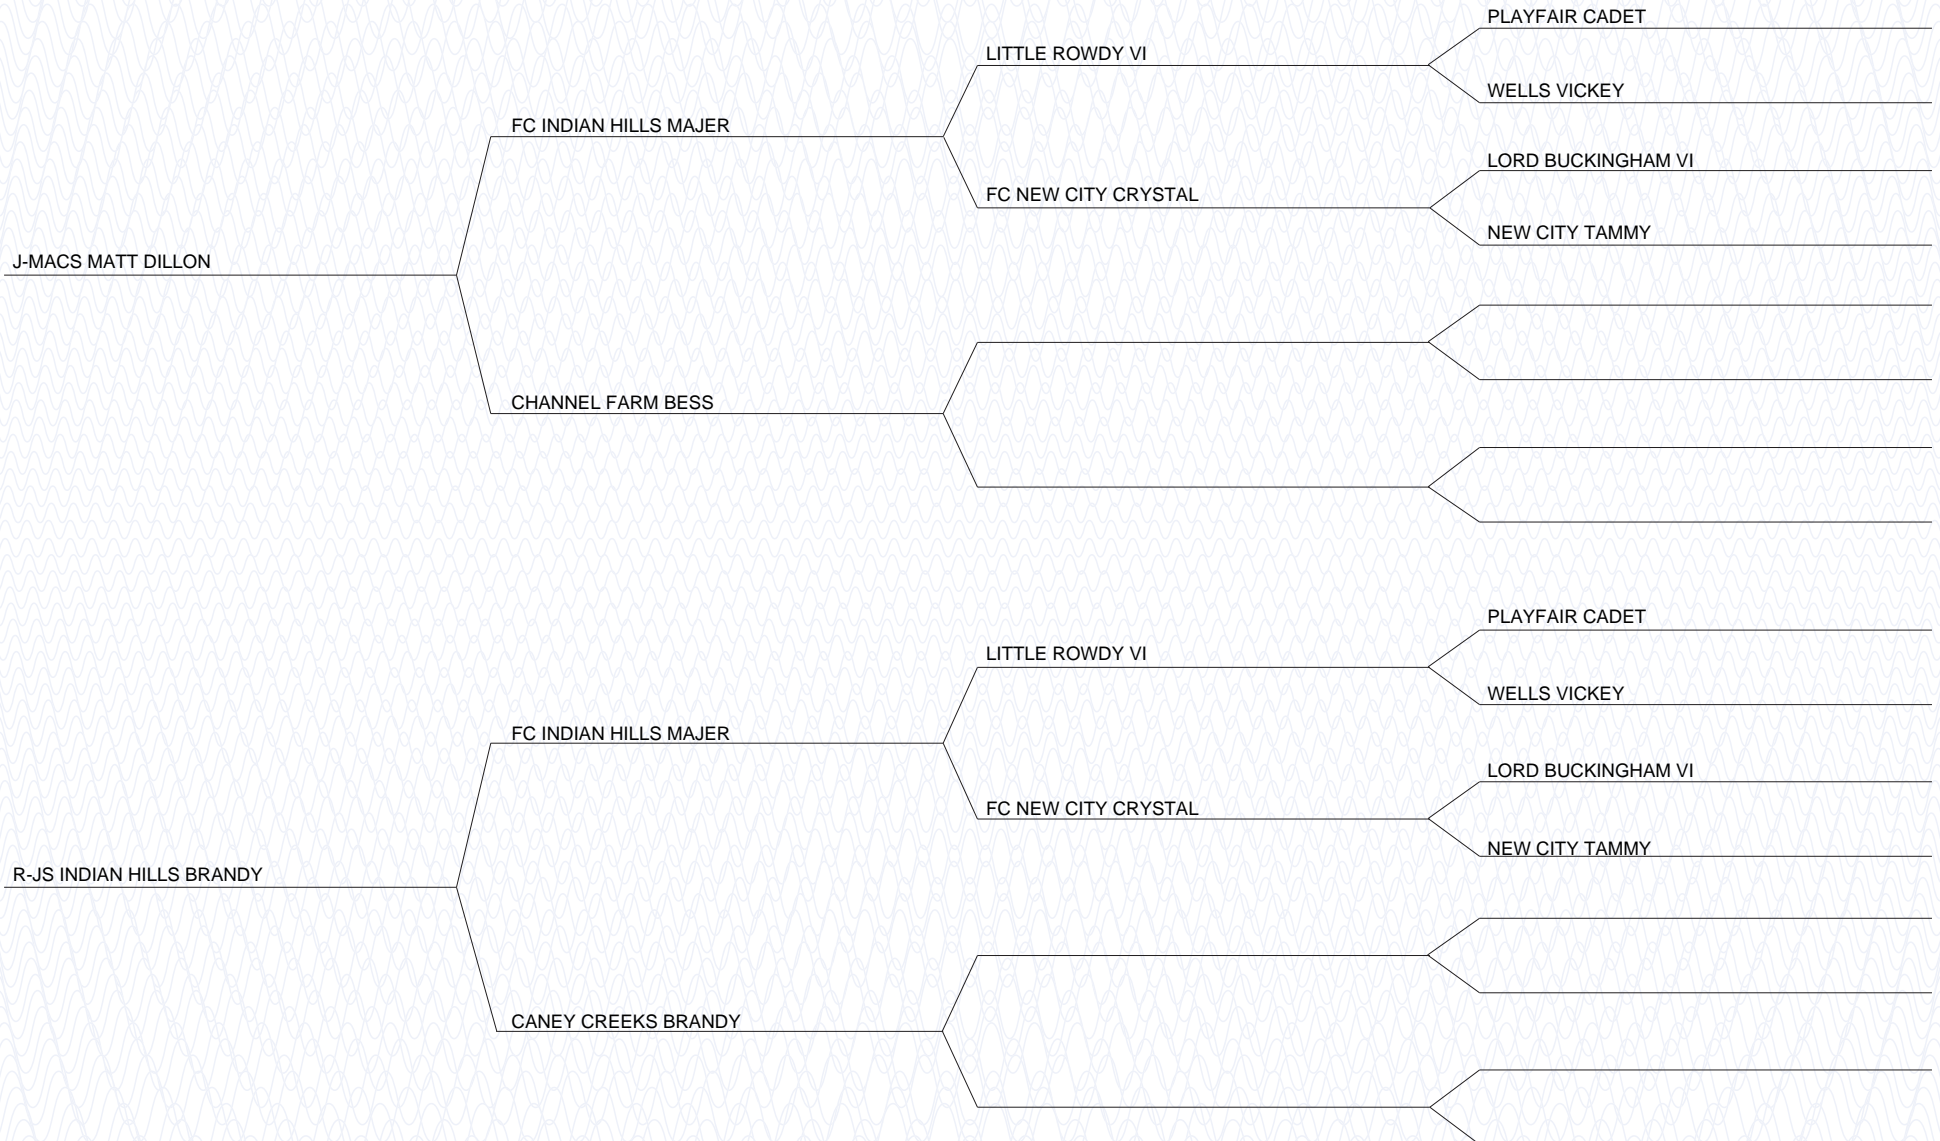 PLAYFAIR CADET
LITTLE ROWDY VI
WELLS VICKEY
FC INDIAN HILLS MAJER
LORD BUCKINGHAM VI
FC NEW CITY CRYSTAL
NEW CITY TAMMY
J-MACS MATT DILLON
CHANNEL FARM BESS
PLAYFAIR CADET
LITTLE ROWDY VI
WELLS VICKEY
FC INDIAN HILLS MAJER
LORD BUCKINGHAM VI
FC NEW CITY CRYSTAL
NEW CITY TAMMY
R-JS INDIAN HILLS BRANDY
CANEY CREEKS BRANDY